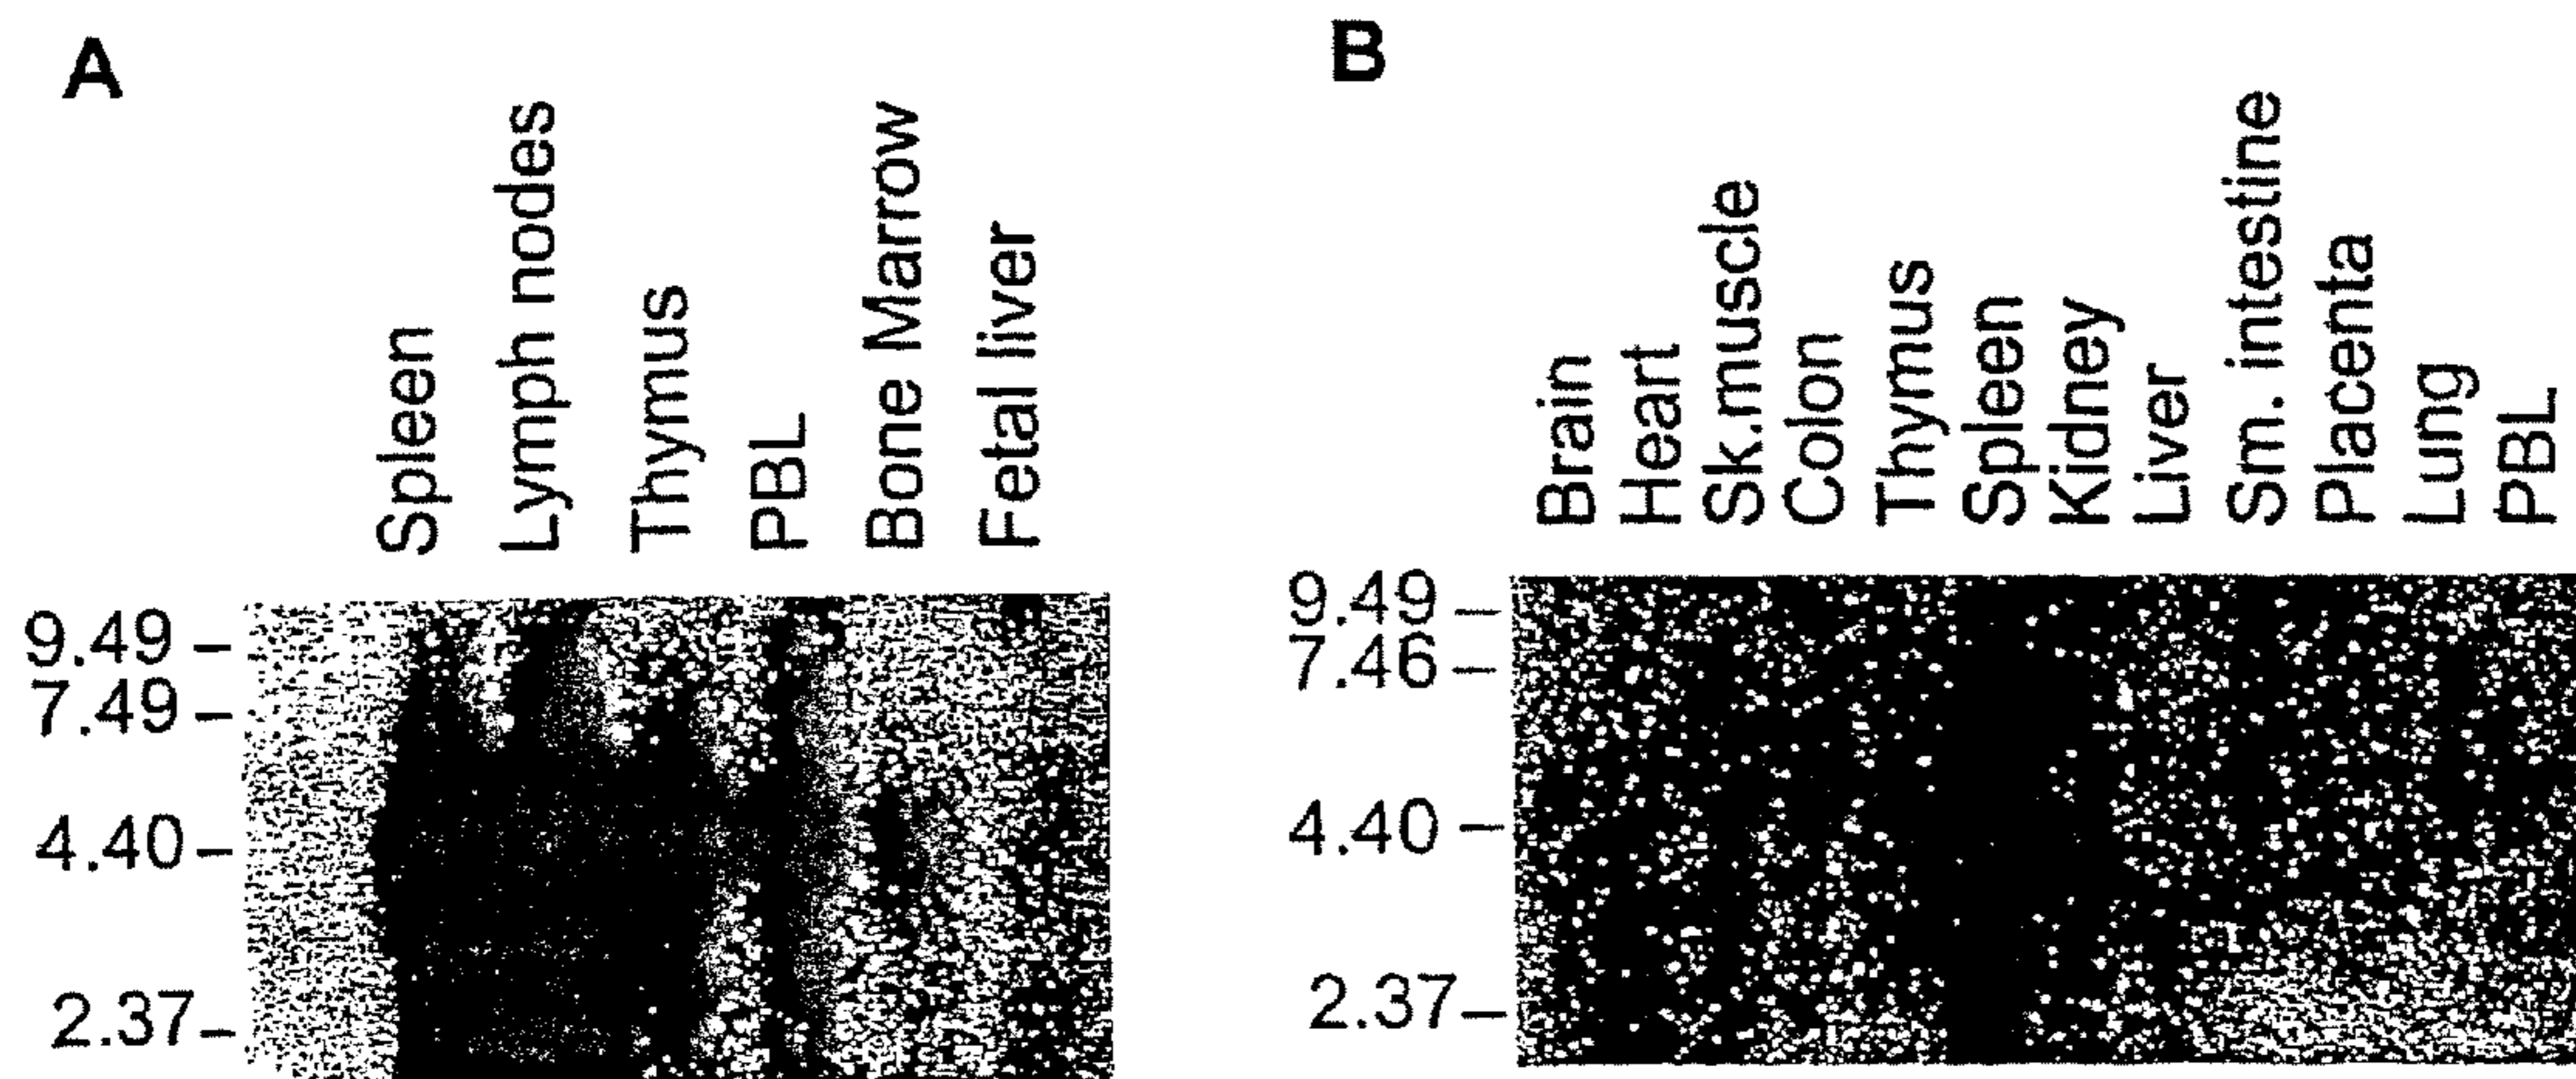 A
Spleen
Lymph nodes
Thymus
PBL
Bone Marrow
Fetal liver
9.49
7.49
4.40
2.37
B
Brain
Heart
Sk.muscle
Colon
Thymus
Spleen
Kidney
Liver
Sm. intestine
Placenta
Lung
PBL
9.49
7.46
4.40
2.37